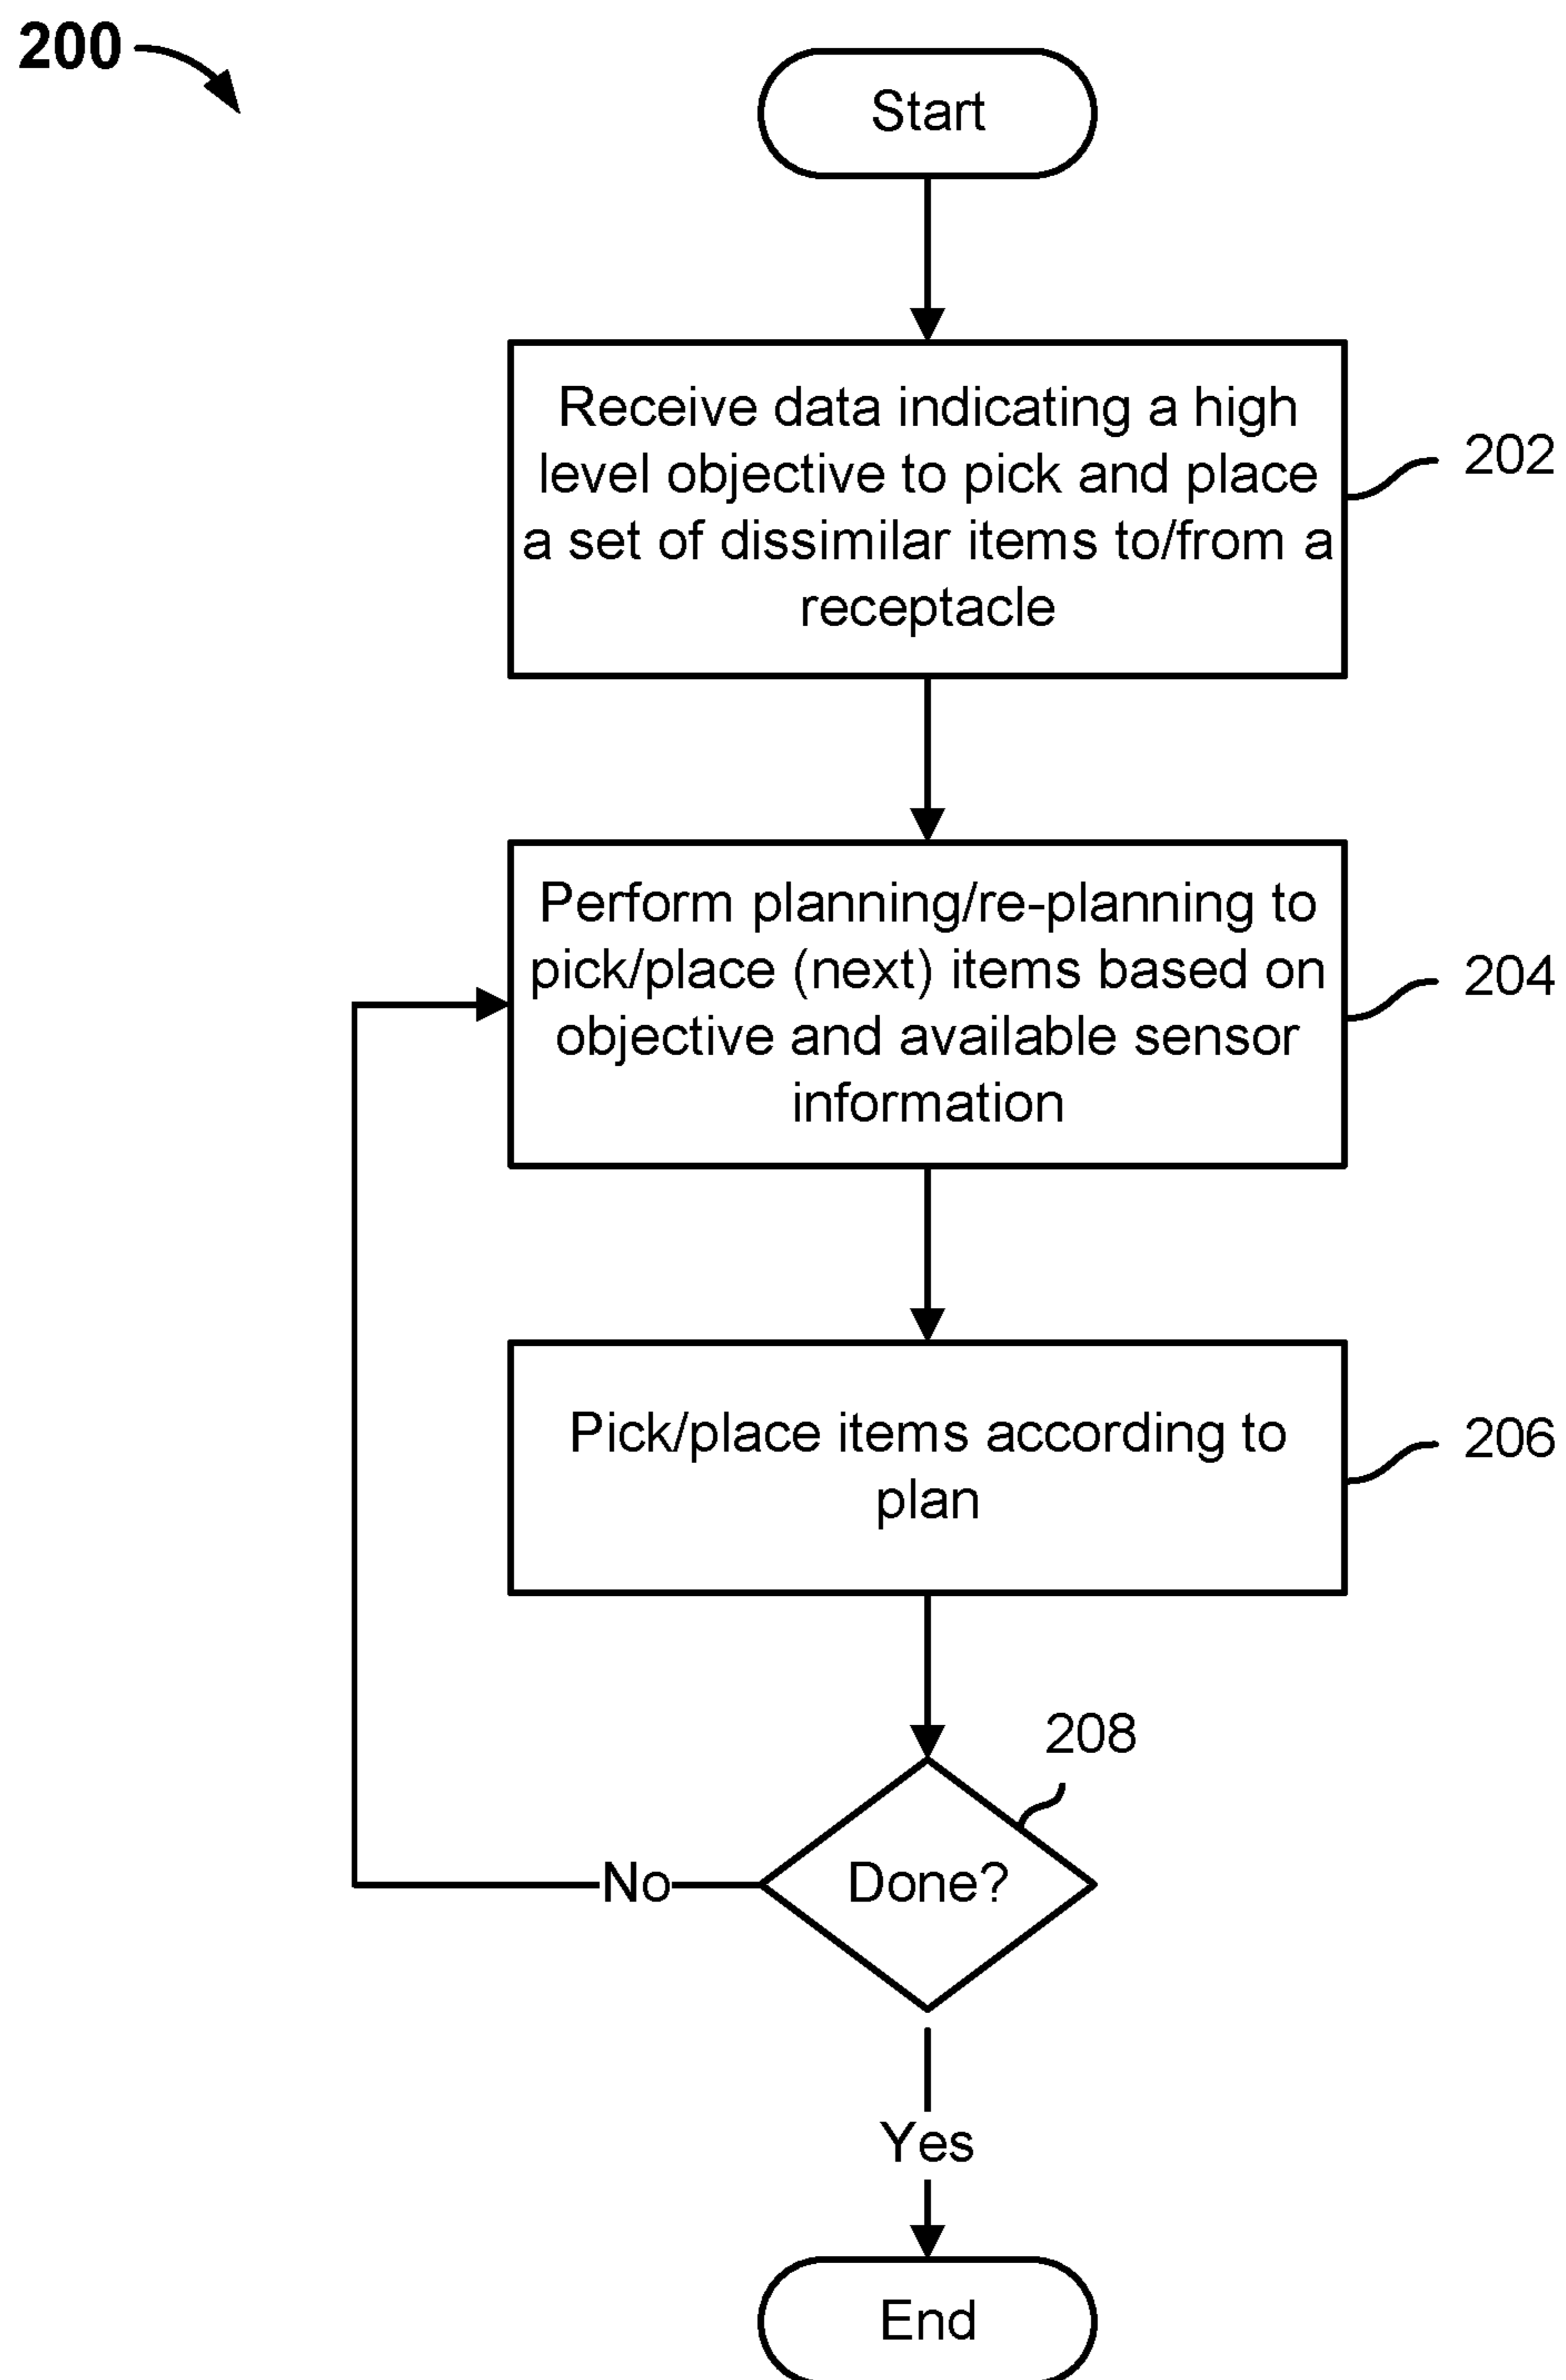 200
Start
Receive data indicating a high
level objective to pick and place
a set of dissimilar items to/from a
receptacle
202
Perform planning/re-planning to
pick/place (next) items based on
objective and available sensor
information
204
Pick/place items according to
plan
206
208
Done?
No
Yes
End